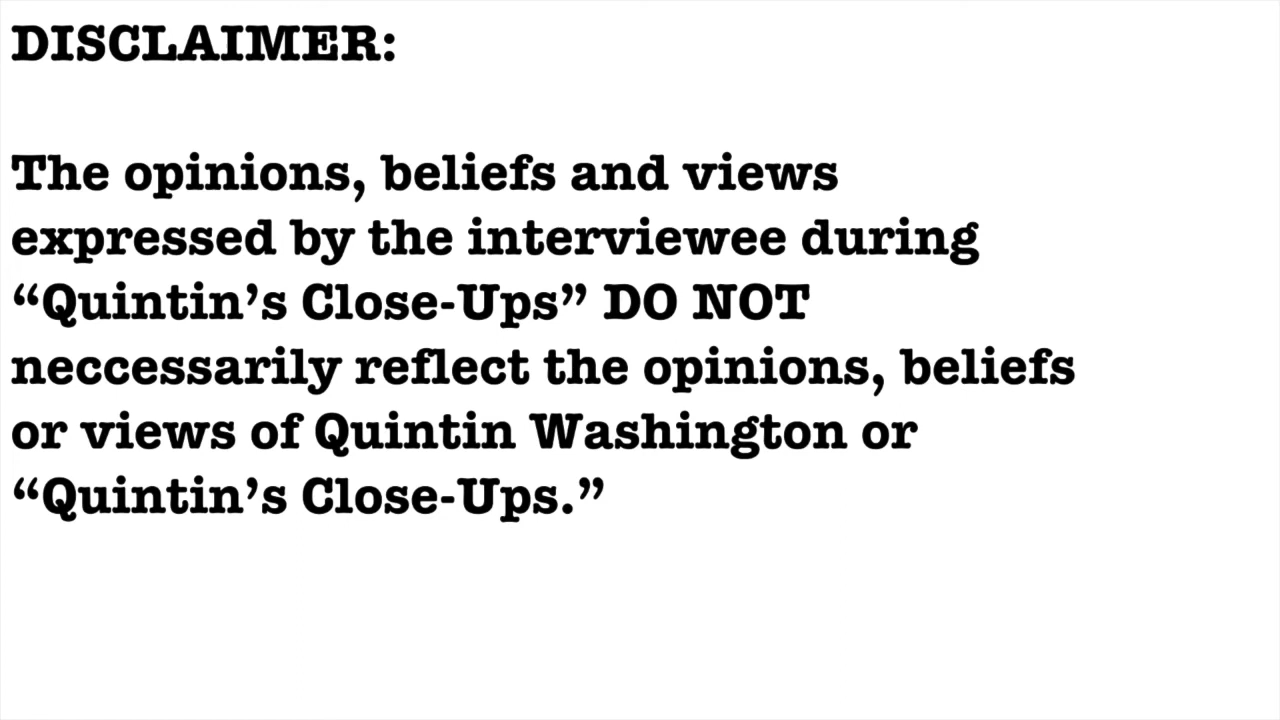 DISCLAIMER:
The opinions, beliefs and views
expressed by the interviewee during
“Quintin’s Close-Ups” DO NOT
neccessarily reflect the opinions, beliefs
or views of Quintin Washington or
“Quintin’s Close-Ups.”